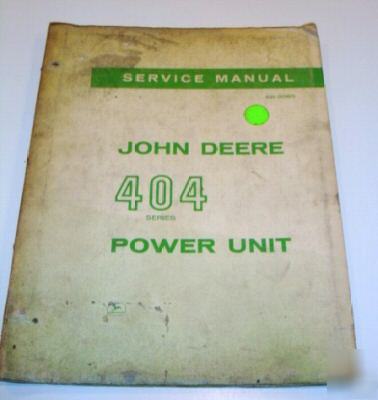 SERVICE MANUAL
JOHN DEERE
404
SERIES
POWER UNIT